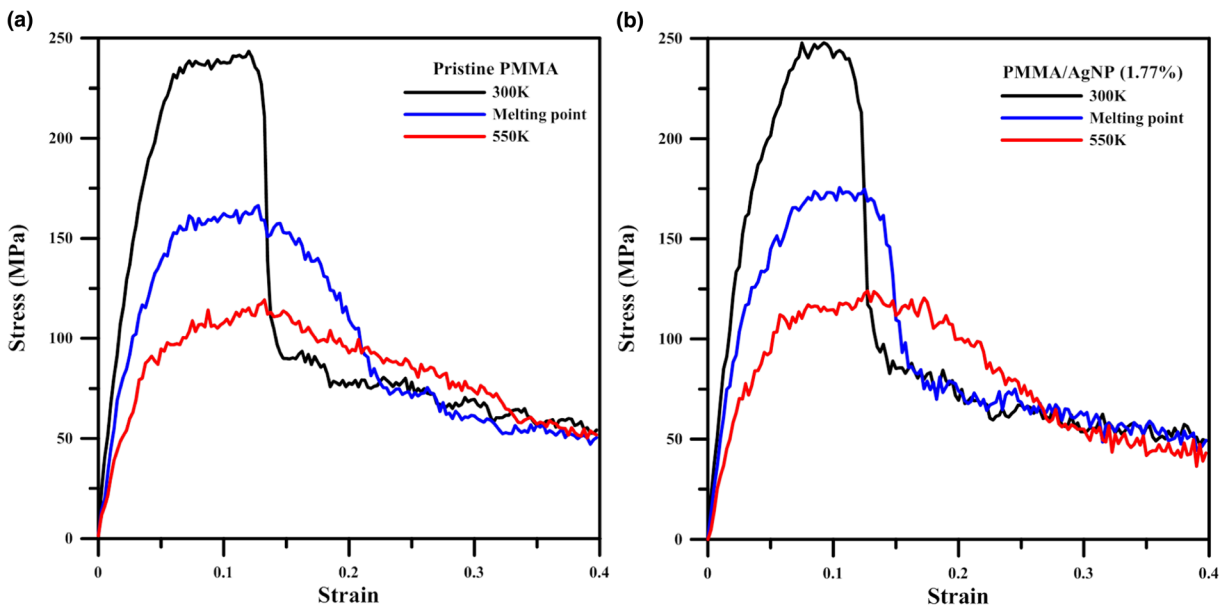 (a)
250
200
150
100
50
0
Stress (MPa)
Pristine PMMA
300K
Melting point
550K
0
0.1
0.2
0.3
0.4
Strain
(b)
250
200
150
100
50
0
Stress (MPa)
PMMA/AgNP (1.77%)
300K
Melting point
550K
0
0.1
0.2
0.3
0.4
Strain